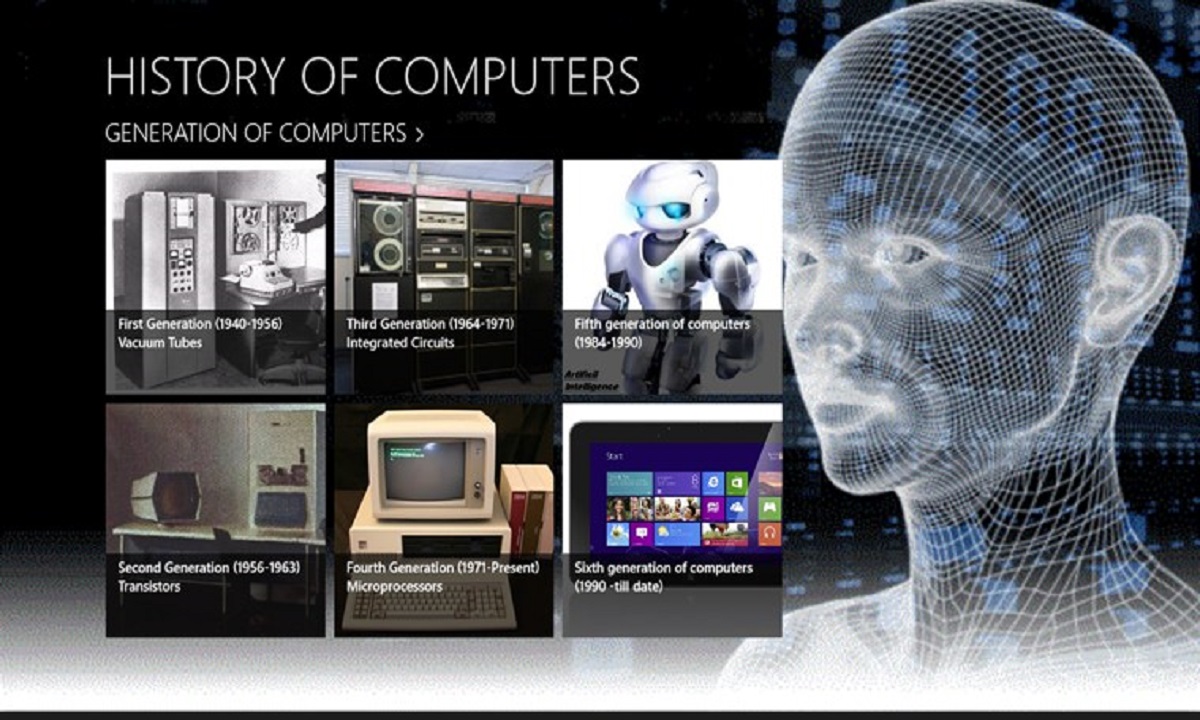 HISTORY OF COMPUTERS
GENERATION OF COMPUTERS >
First Generation (1940-1956)
Vacuum Tubes
Third Generation (1964-1971)
Integrated Circuits
Fifth generation of computers
(1984-1990)
Artificil
Intelligence
Second Generation (1956-1963)
Transistors
Fourth Generation (1971-Present)
Microprocessors
Start
Sixth generation of computers
(1990 -till date)